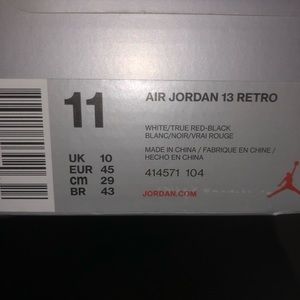 11
AIR JORDAN 13 RETRO
WHITE/TRUE RED-BLACK
BLANC/NOIR/VRAI ROUGE
UK 10
EUR 45
cm 29
BR 43
MADE IN CHINA / FABRIQUE EN CHINE /
HECHO EN CHINA
414571 104
JORDAN.COM